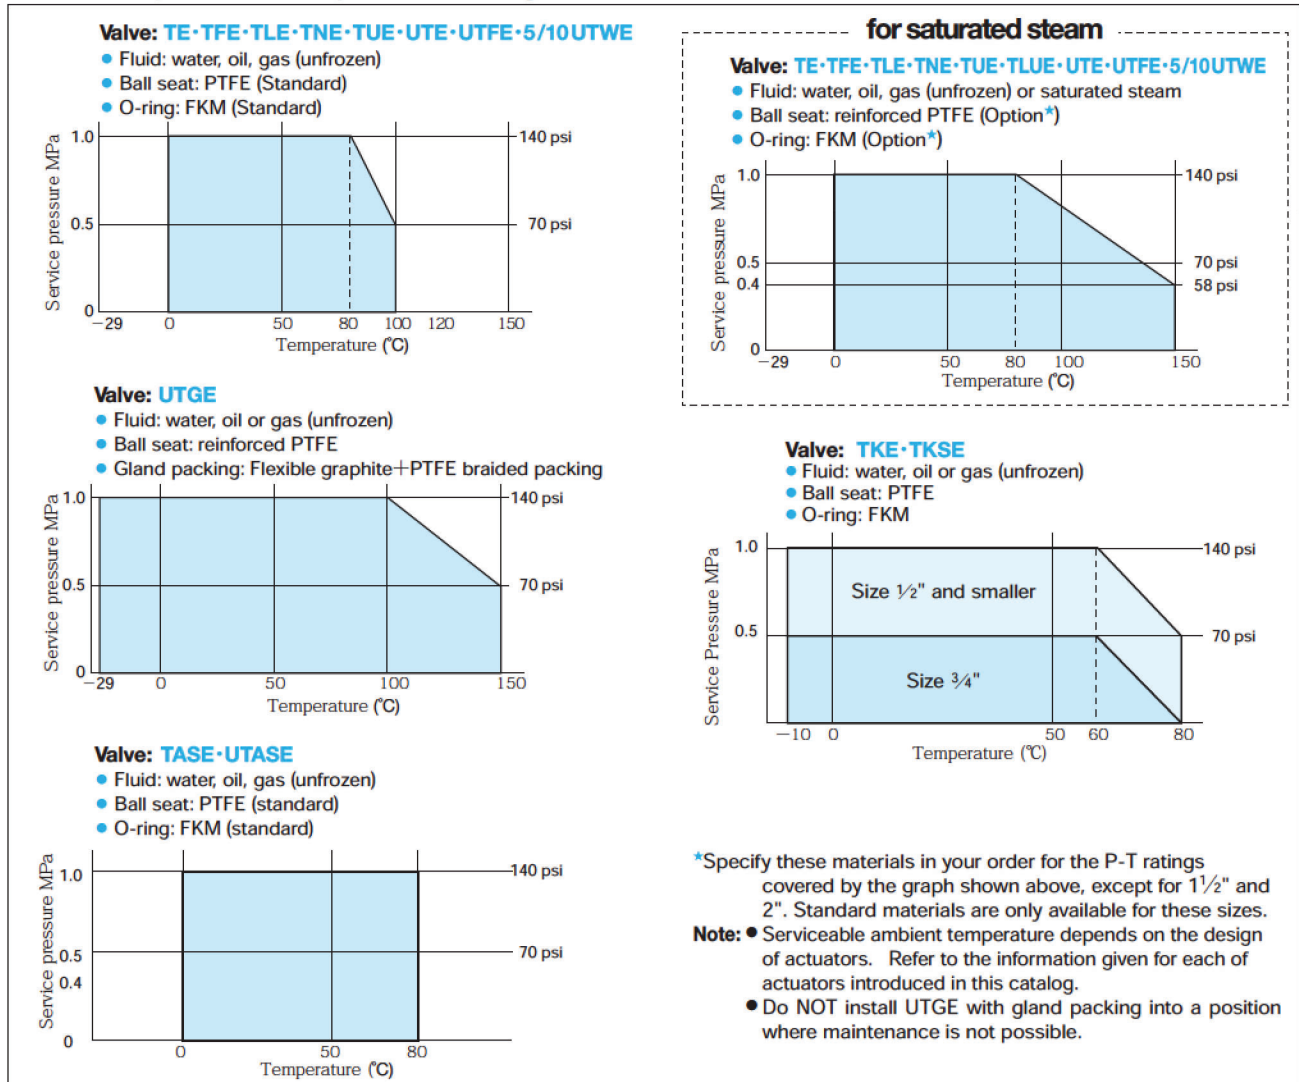 Valve: TE·TFE·TLE·TNE·TUE·UTE·UTFE·5/10UTWE
● Fluid: water, oil, gas (unfrozen)
● Ball seat: PTFE (Standard)
● O-ring: FKM (Standard)
Service pressure MPa
1.0
0.5
0
140 psi
70 psi
−29 0 50 80 100 120 150
Temperature (℃)
for saturated steam
Valve: TE·TFE·TLE·TNE·TUE·TLUE·UTE·UTFE·5/10UTWE
● Fluid: water, oil, gas (unfrozen) or saturated steam
● Ball seat: reinforced PTFE (Option★)
● O-ring: FKM (Option★)
Service pressure MPa
1.0
0.5
0.4
0
140 psi
70 psi
58 psi
−29 0 50 80 100 150
Temperature (℃)
Valve: UTGE
● Fluid: water, oil or gas (unfrozen)
● Ball seat: reinforced PTFE
● Gland packing: Flexible graphite+PTFE braided packing
Service pressure MPa
1.0
0.5
0
140 psi
70 psi
−29 0 50 100 150
Temperature (℃)
Valve: TKE·TKSE
● Fluid: water, oil or gas (unfrozen)
● Ball seat: PTFE
● O-ring: FKM
Service Pressure MPa
1.0
0.5
140 psi
70 psi
Size 1/2" and smaller
Size 3/4"
−10 0 50 60 80
Temperature (℃)
Valve: TASE·UTASE
● Fluid: water, oil, gas (unfrozen)
● Ball seat: PTFE (standard)
● O-ring: FKM (standard)
Service pressure MPa
1.0
0.5
0.4
0
140 psi
70 psi
0 50 80
Temperature (℃)
★Specify these materials in your order for the P-T ratings
covered by the graph shown above, except for 1 1/2" and
2". Standard materials are only available for these sizes.
Note: ● Serviceable ambient temperature depends on the design
of actuators. Refer to the information given for each of
actuators introduced in this catalog.
● Do NOT install UTGE with gland packing into a position
where maintenance is not possible.